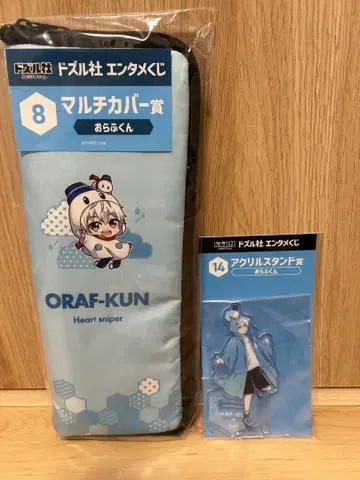 ドズル社
ドズル社 エンタメくじ
8
マルチカバー賞
おらふくん
ORAF-KUN
Heart sniper
ドズル社
ドズル社 エンタメくじ
14
アクリルスタンド賞
おらふくん